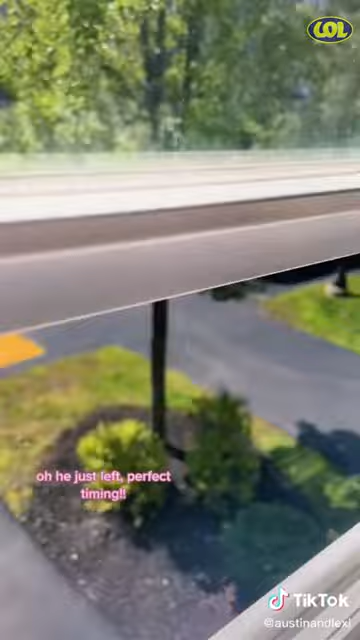 LOL
oh he just left, perfect
timing!!
TikTok
@austinandlexi